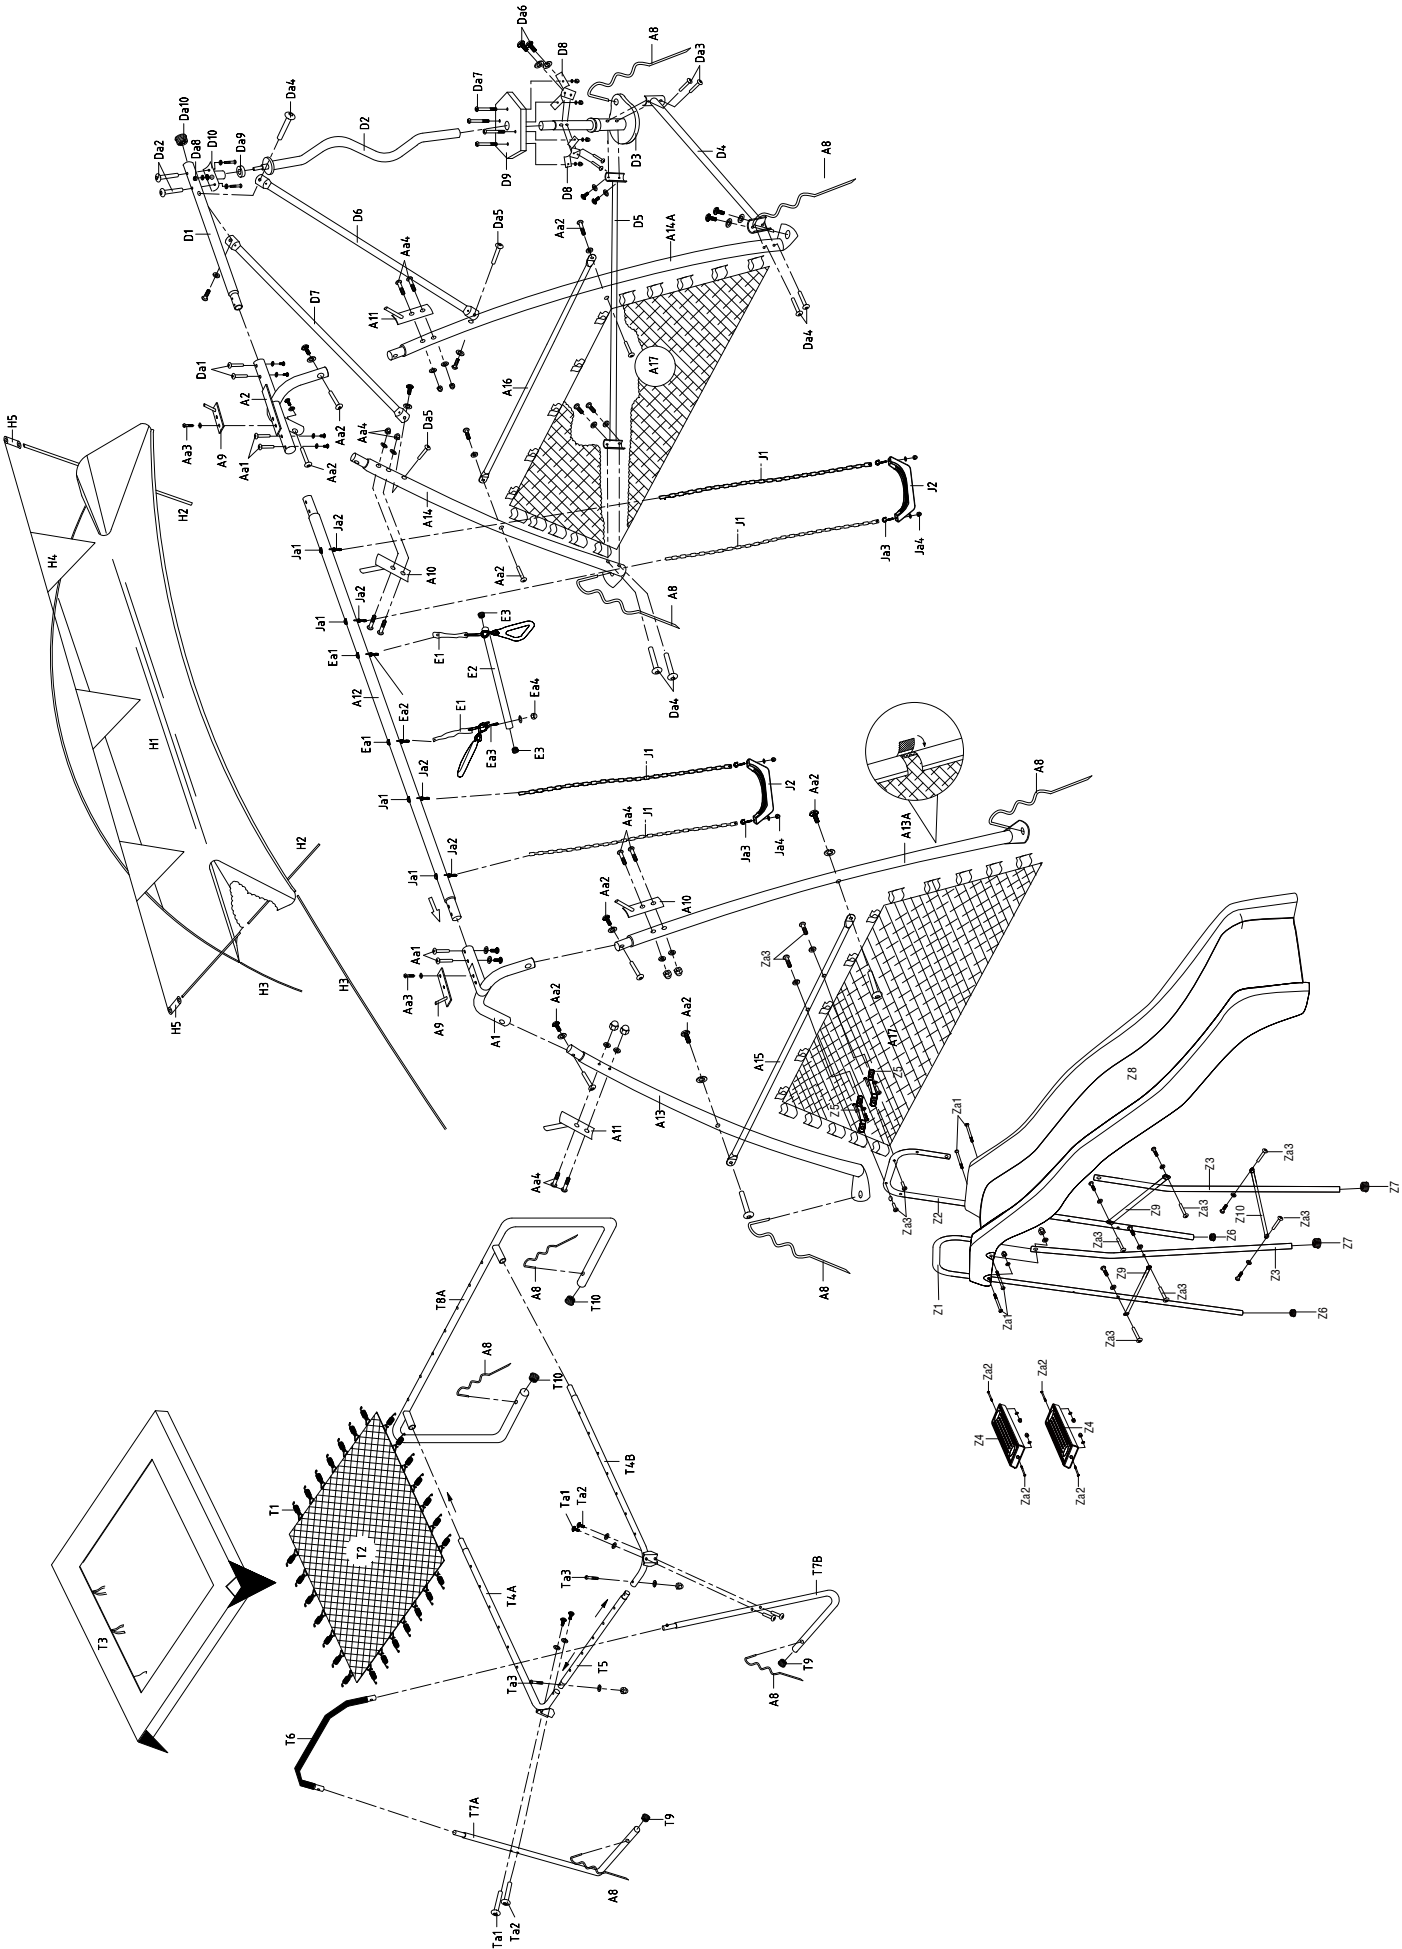 T3
H5
H4
H5
H2
H1
H2
H3
H3
T1
T2
T6
T8A
A8
T10
A8
T10
T4A
T4B
T5
Ta1
Ta2
Ta3
Ta3
T7A
T7B
T9
T9
A8
A8
Ta1
Ta2
Aa3
A9
Aa1
A1
Aa2
Aa4
A11
A13
Aa2
Aa2
Aa4
A10
A15
Aa2
A13A
A8
A8
A17
Za3
Z5
Z5
Za1
Za3
Z2
Z1
Z8
Za1
Z3
Z3
Za3
Za3
Za3
Za3
Za3
Za3
Z9
Z9
Z10
Z6
Z6
Z7
Z7
Z4
Z4
Za2
Za2
Za2
Za2
Ja1
Ja1
Ja1
Ja1
Ea1
Ea1
A12
Ja2
Ja2
Ja2
Ja2
Ea2
E1
E1
E2
E3
E3
Ea3
Ea4
J1
J1
J2
Ja3
Ja4
J1
J1
J2
Ja3
Ja4
Aa3
A9
Aa1
A2
Da1
Aa2
Aa2
Aa4
Da5
A10
A14
Aa2
A8
Da4
A16
A17
A11
Aa4
Aa2
Da5
A14A
D5
Da4
A8
D4
D7
D6
D1
Da2
Da8
D10
Da10
Da9
Da4
D2
Da7
D9
D8
D8
Da6
D3
A8
Da3